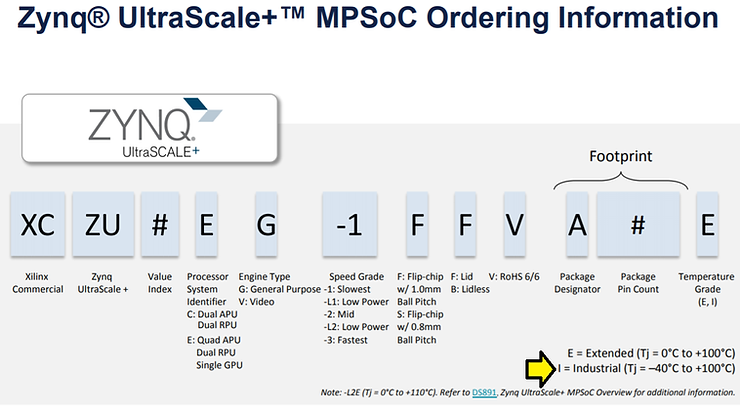 Zynq® UltraScale+™ MPSoC Ordering Information
ZYNQ.
UltraSCALE+
Footprint
XC ZU # E G -1 F F V A # E
Xilinx
Commercial
Zynq
UltraScale +
Value
Index
Processor
System
Identifier
C: Dual APU
Dual RPU
E: Quad APU
Dual RPU
Single GPU
Engine Type
G: General Purpose
V: Video
Speed Grade
-1: Slowest
-L1: Low Power
-2: Mid
-L2: Low Power
-3: Fastest
F: Flip-chip
w/ 1.0mm
Ball Pitch
S: Flip-chip
w/ 0.8mm
Ball Pitch
F: Lid
B: Lidless
V: RoHS 6/6
Package
Designator
Package
Pin Count
Temperature
Grade
(E, I)
E = Extended (Tj = 0°C to +100°C)
I = Industrial (Tj = –40°C to +100°C)
Note: -L2E (Tj = 0°C to +110°C). Refer to DS891, Zynq UltraScale+ MPSoC Overview for additional information.